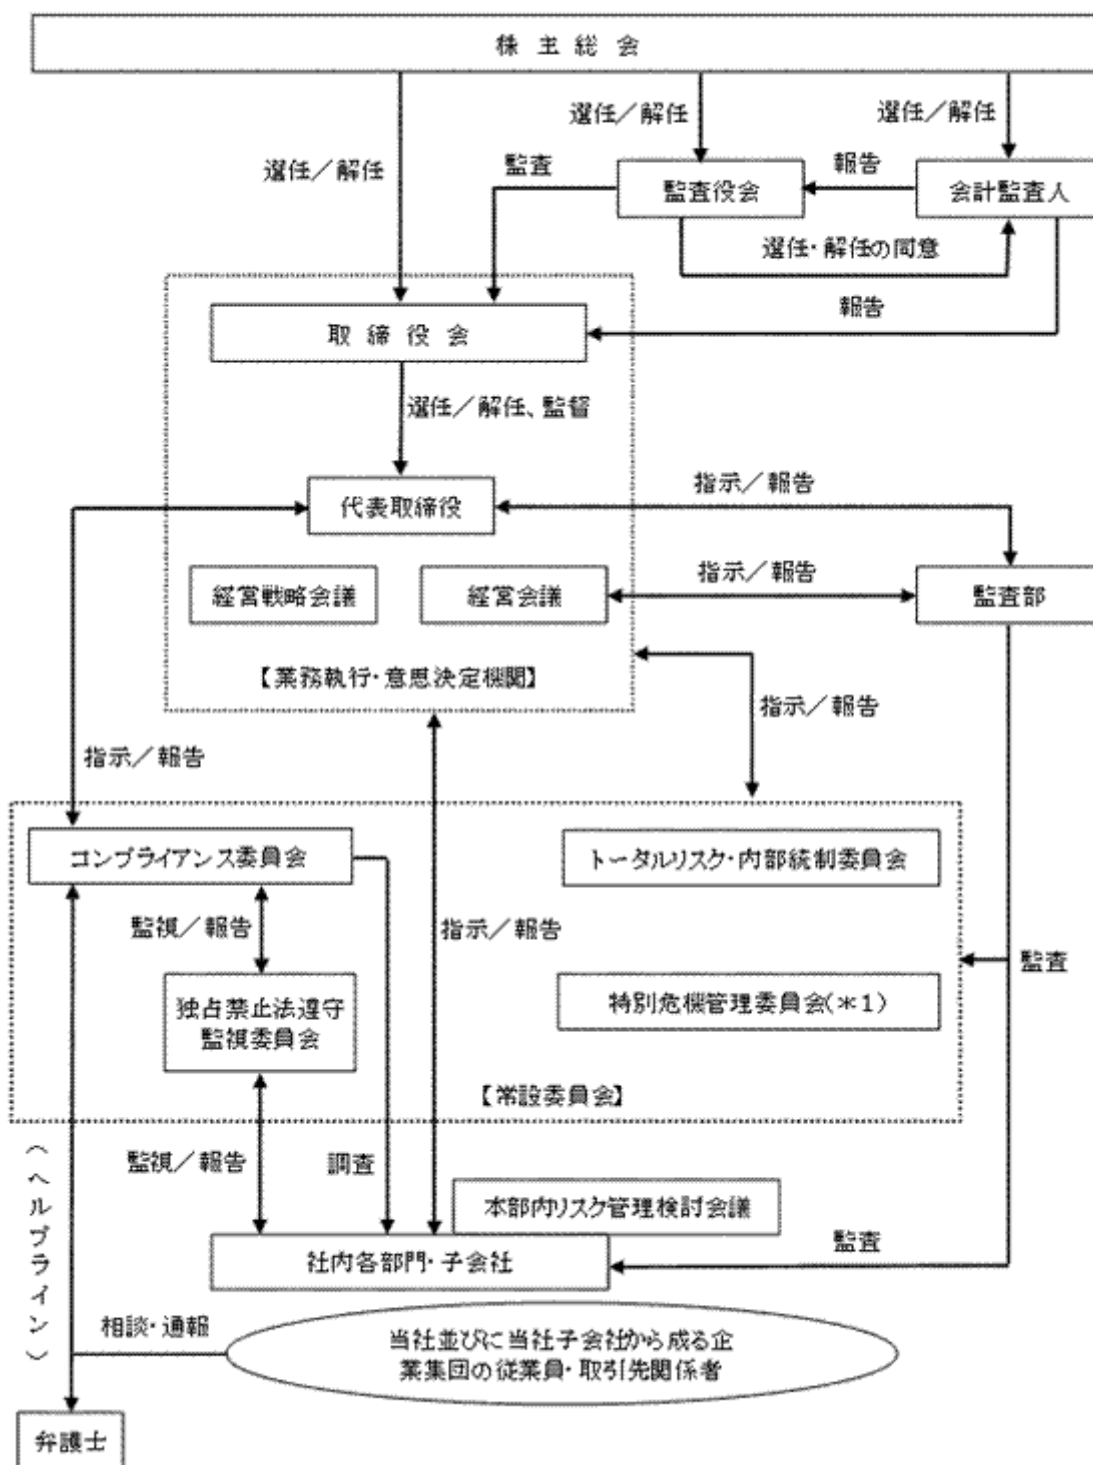 株主総会
選任／解任
選任／解任
選任／解任
監査
報告
監査役会
会計監査人
選任・解任の同意
報告
取締役会
選任／解任、監督
指示／報告
代表取締役
経営戦略会議
経営会議
指示／報告
監査部
【業務執行・意思決定機関】
指示／報告
指示／報告
コンプライアンス委員会
トータルリスク・内部統制委員会
監視／報告
指示／報告
監査
独占禁止法遵守
監視委員会
特別危機管理委員会(＊1)
【常設委員会】
（ヘルプライン）
監視／報告
調査
本部内リスク管理検討会議
監査
社内各部門・子会社
相談・通報
当社並びに当社子会社から成る企
業集団の従業員・取引先関係者
弁護士